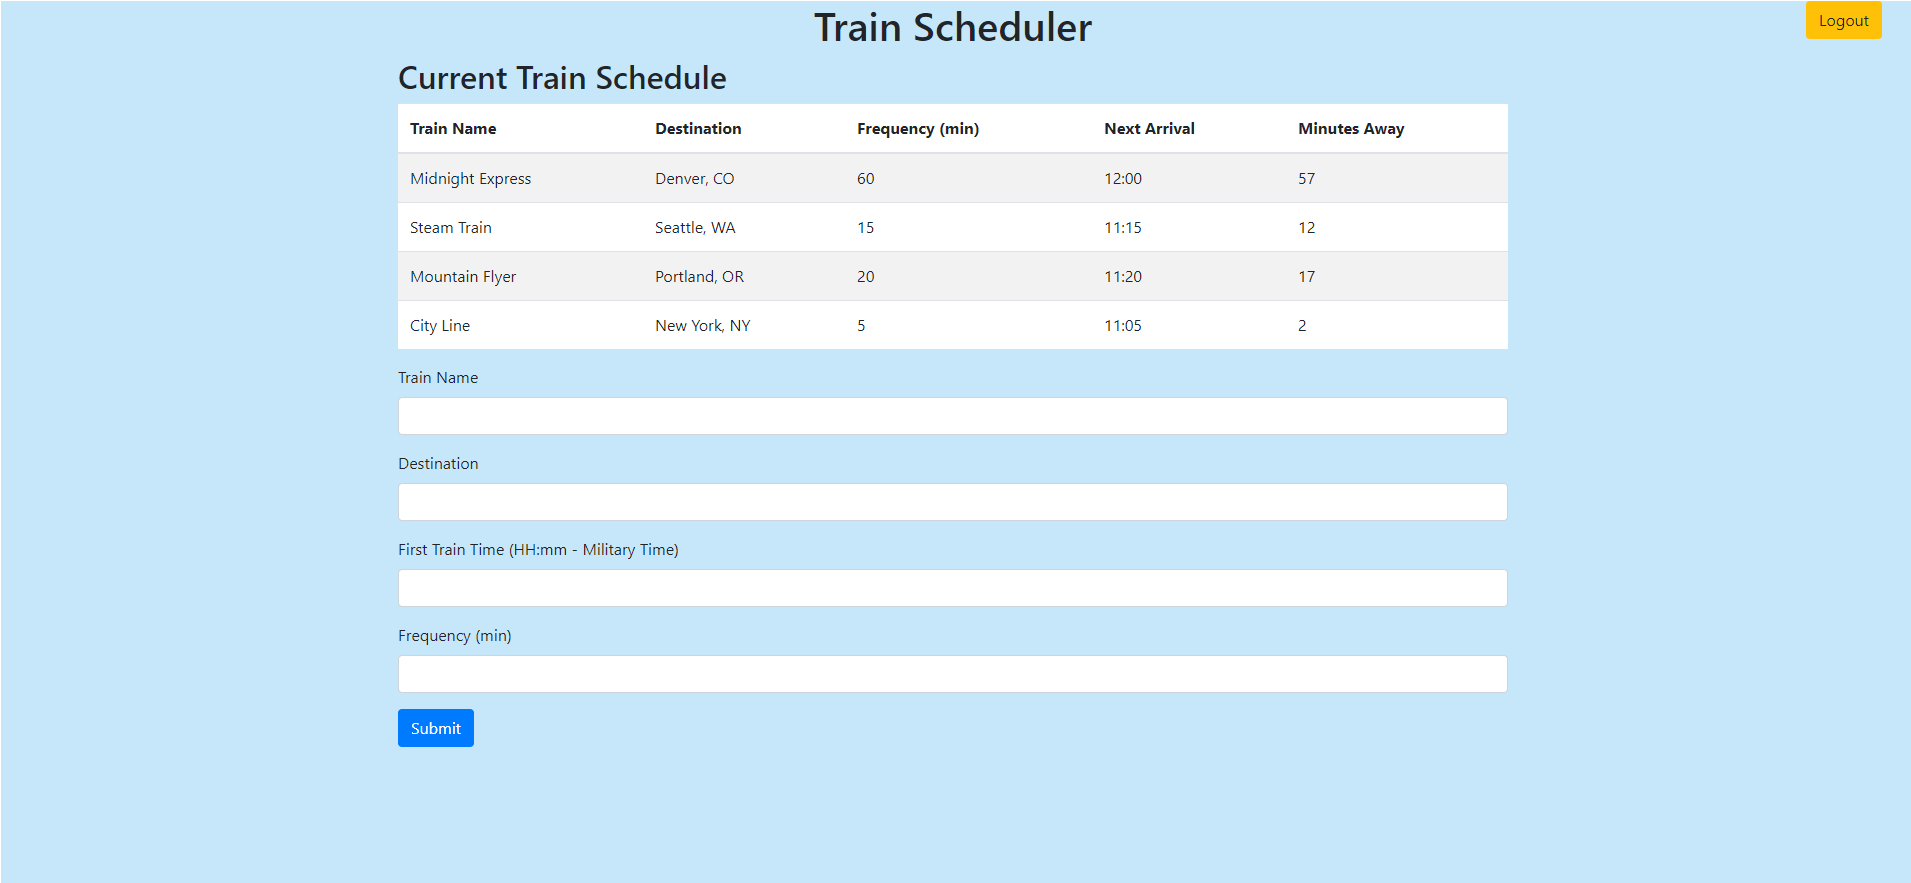 Train Scheduler
Logout
Current Train Schedule
Train Name Destination Frequency (min) Next Arrival Minutes Away
Midnight Express Denver, CO 60 12:00 57
Steam Train Seattle, WA 15 11:15 12
Mountain Flyer Portland, OR 20 11:20 17
City Line New York, NY 5 11:05 2
Train Name
Destination
First Train Time (HH:mm - Military Time)
Frequency (min)
Submit